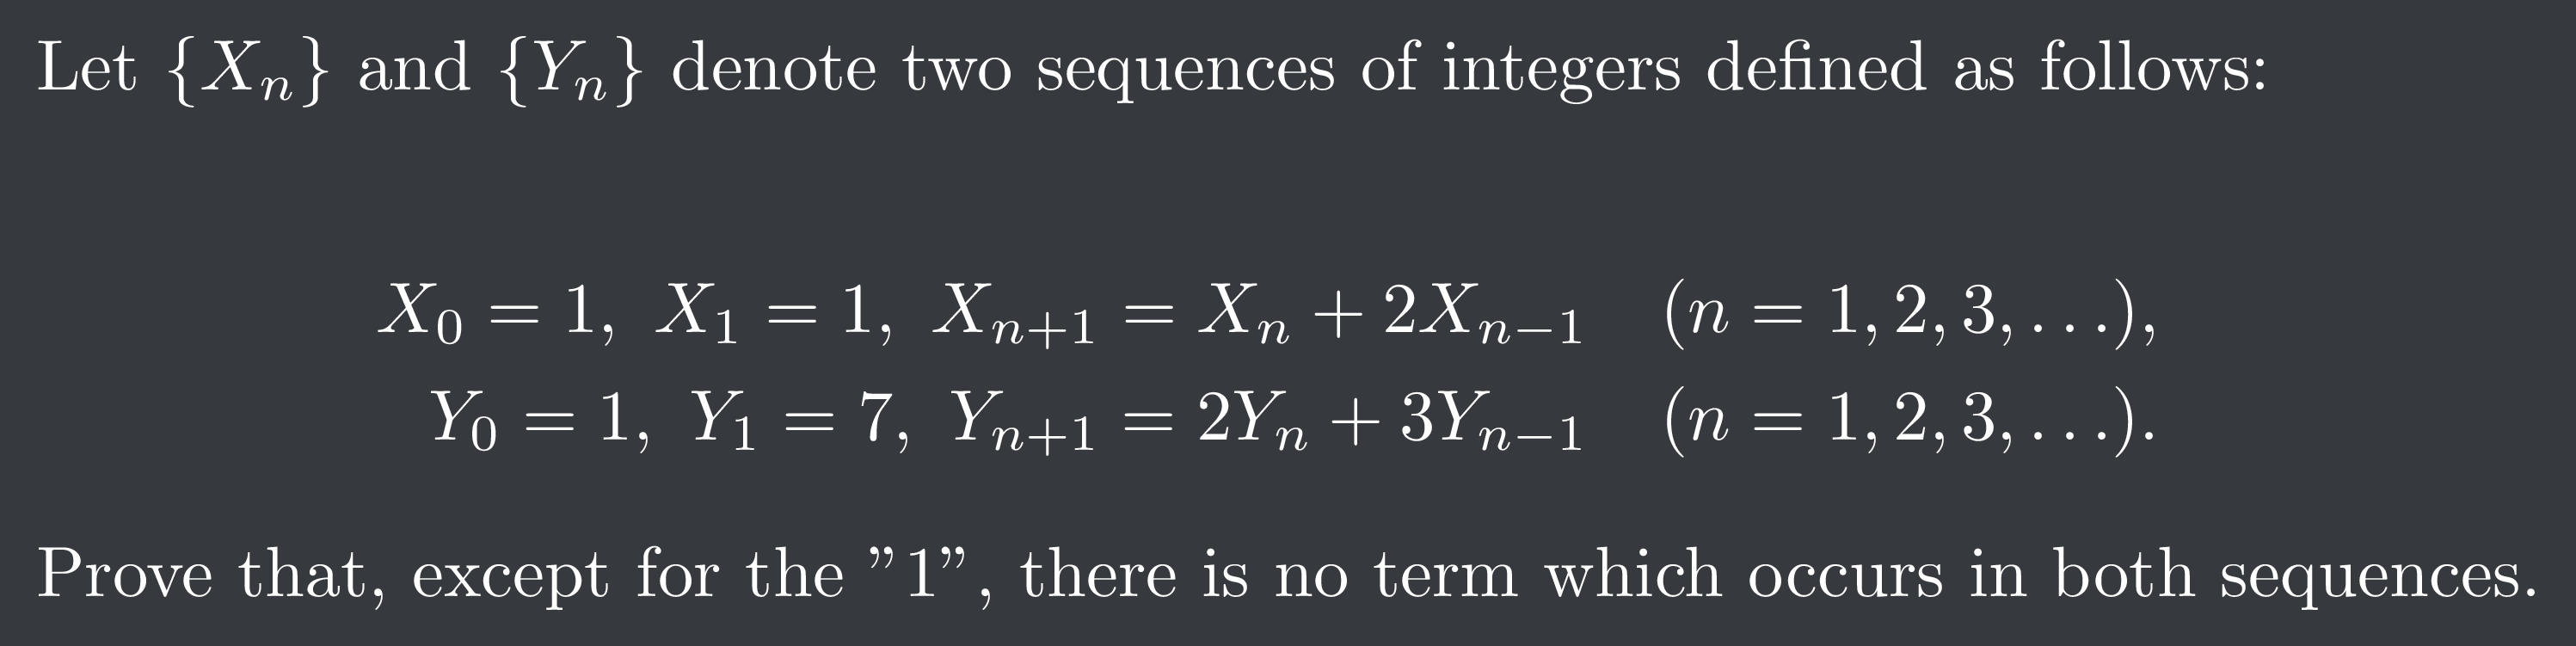 Let {Xₙ} and {Yₙ} denote two sequences of integers defined as follows:
X₀ = 1, X₁ = 1, Xₙ₊₁ = Xₙ + 2Xₙ₋₁ (n = 1, 2, 3, . . .),
Y₀ = 1, Y₁ = 7, Yₙ₊₁ = 2Yₙ + 3Yₙ₋₁ (n = 1, 2, 3, . . .).
Prove that, except for the ”1”, there is no term which occurs in both sequences.